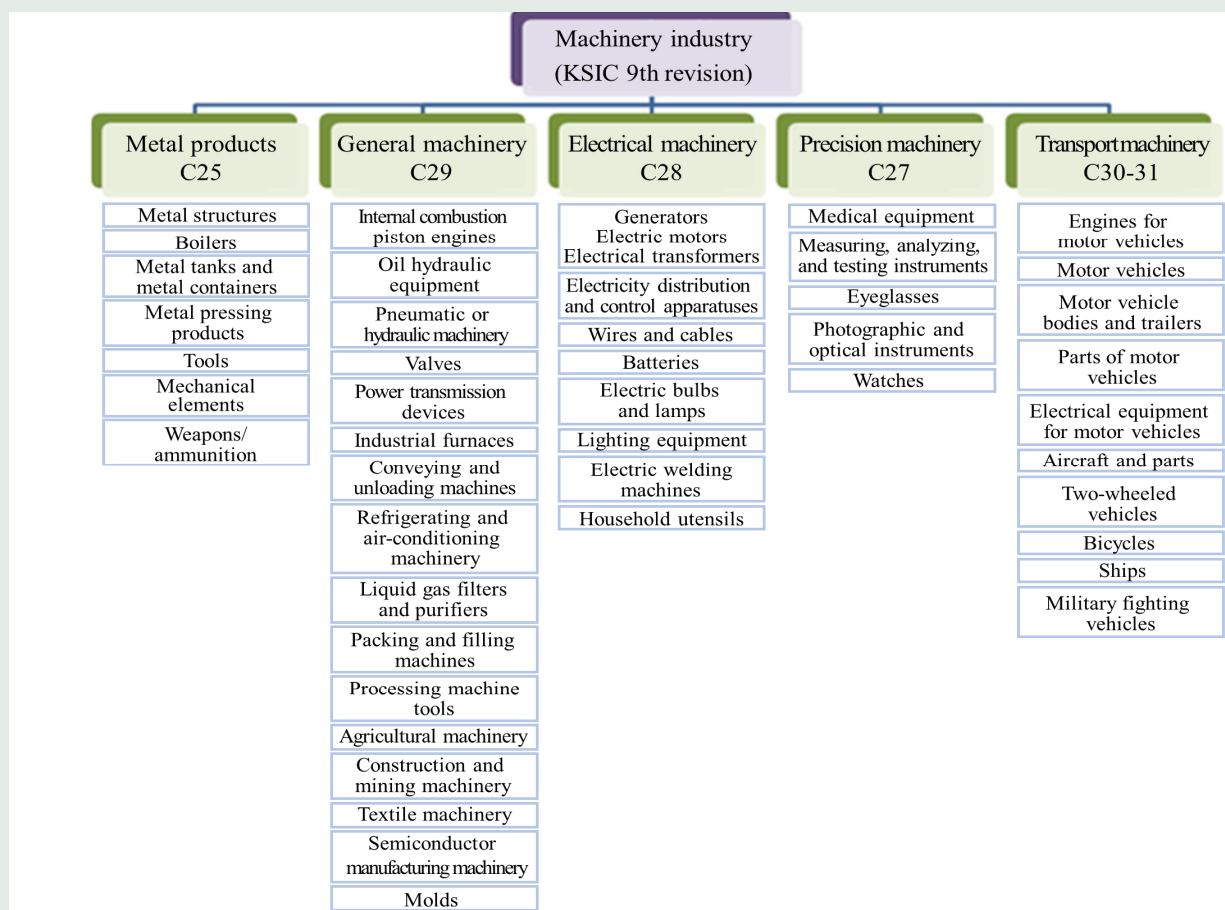 Machinery industry
(KSIC 9th revision)
Metal products
C25
Metal structures
Boilers
Metal tanks and
metal containers
Metal pressing
products
Tools
Mechanical
elements
Weapons/
ammunition
General machinery
C29
Internal combustion
piston engines
Oil hydraulic
equipment
Pneumatic or
hydraulic machinery
Valves
Power transmission
devices
Industrial furnaces
Conveying and
unloading machines
Refrigerating and
air-conditioning
machinery
Liquid gas filters
and purifiers
Packing and filling
machines
Processing machine
tools
Agricultural machinery
Construction and
mining machinery
Textile machinery
Semiconductor
manufacturing machinery
Molds
Electrical machinery
C28
Generators
Electric motors
Electrical transformers
Electricity distribution
and control apparatuses
Wires and cables
Batteries
Electric bulbs
and lamps
Lighting equipment
Electric welding
machines
Household utensils
Precision machinery
C27
Medical equipment
Measuring, analyzing,
and testing instruments
Eyeglasses
Photographic and
optical instruments
Watches
Transport machinery
C30-31
Engines for
motor vehicles
Motor vehicles
Motor vehicle
bodies and trailers
Parts of motor
vehicles
Electrical equipment
for motor vehicles
Aircraft and parts
Two-wheeled
vehicles
Bicycles
Ships
Military fighting
vehicles